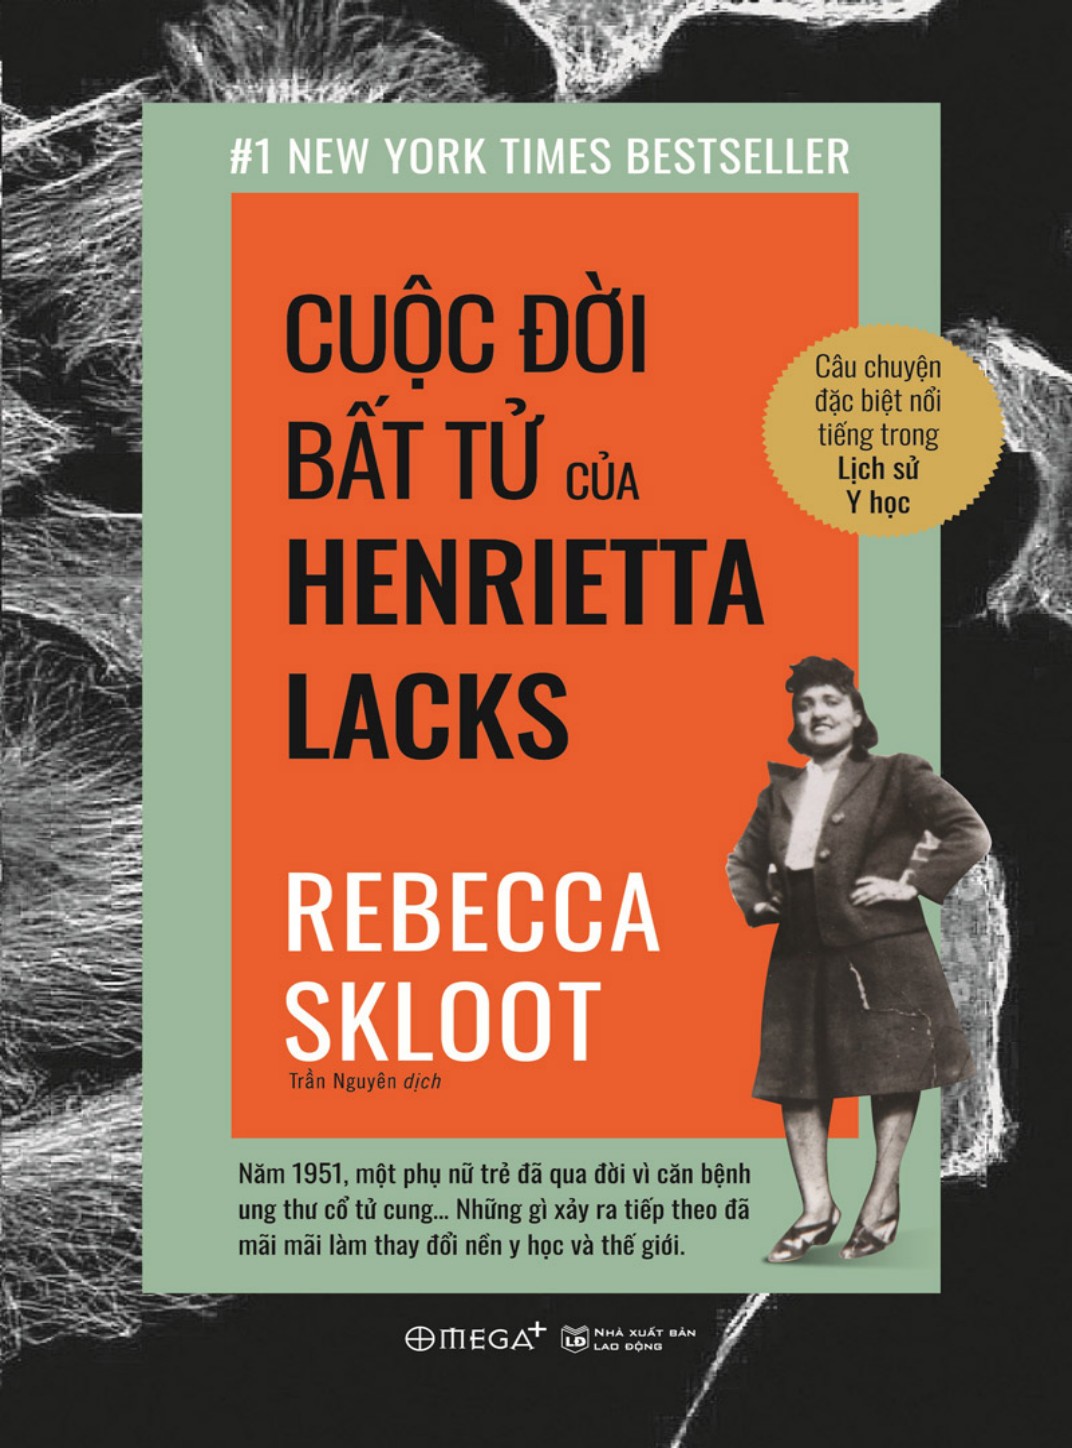 #1 NEW YORK TIMES BESTSELLER
CUỘC ĐỜI
BẤT TỬ CỦA
HENRIETTA
LACKS
Câu chuyện
đặc biệt nổi
tiếng trong
Lịch sử
Y học
REBECCA
SKLOOT
Trần Nguyên dịch
Năm 1951, một phụ nữ trẻ đã qua đời vì căn bệnh
ung thư cổ tử cung... Những gì xảy ra tiếp theo đã
mãi mãi làm thay đổi nền y học và thế giới.
OMEGA+
LĐ
NHÀ XUẤT BẢN
LAO ĐỘNG